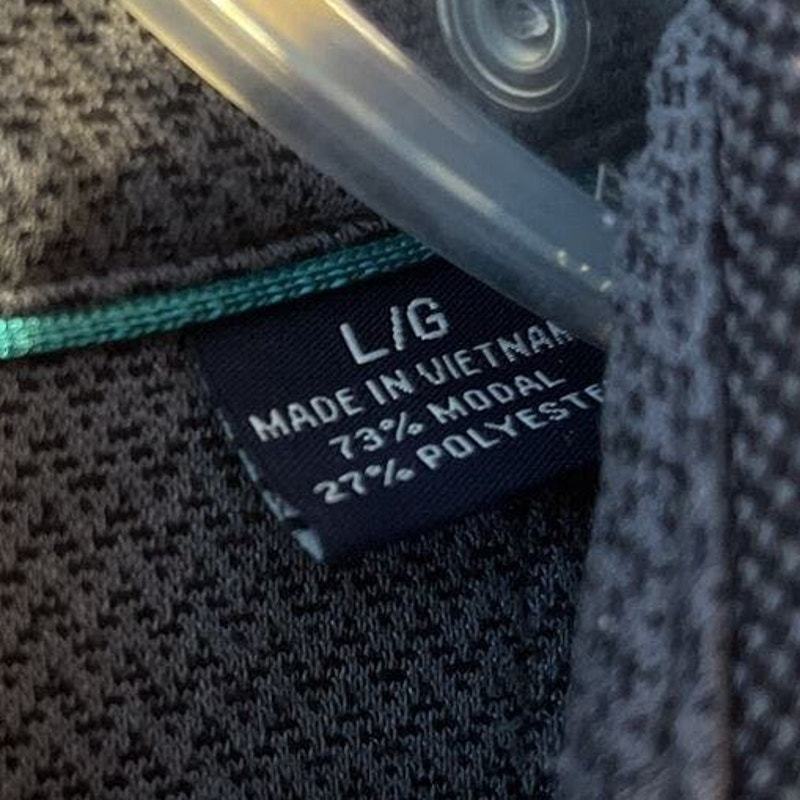 L/G
MADE IN VIETNAM
73% MODAL
27% POLYESTE